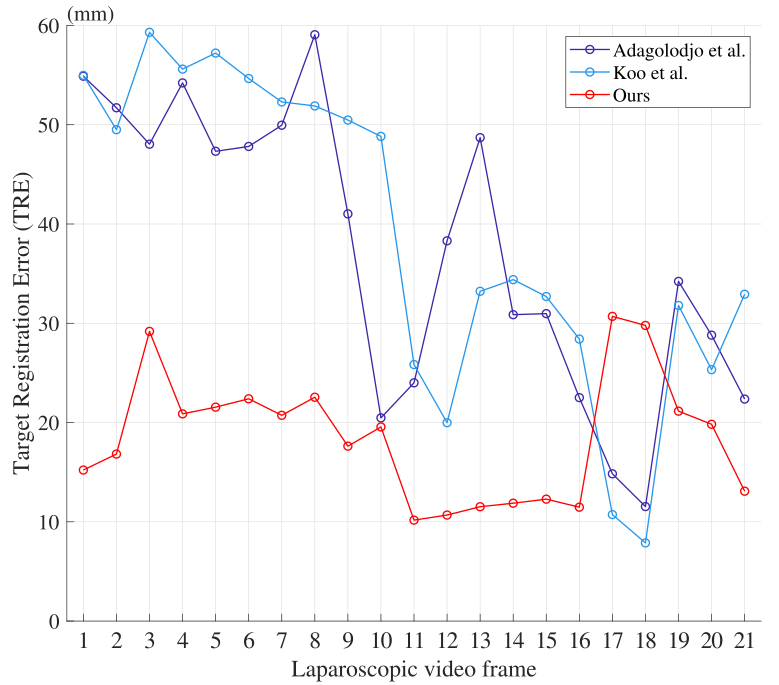 (mm)
60
50
40
30
20
10
0
Target Registration Error (TRE)
Adagolodjo et al.
Koo et al.
Ours
1 2 3 4 5 6 7 8 9 10 11 12 13 14 15 16 17 18 19 20 21
Laparoscopic video frame